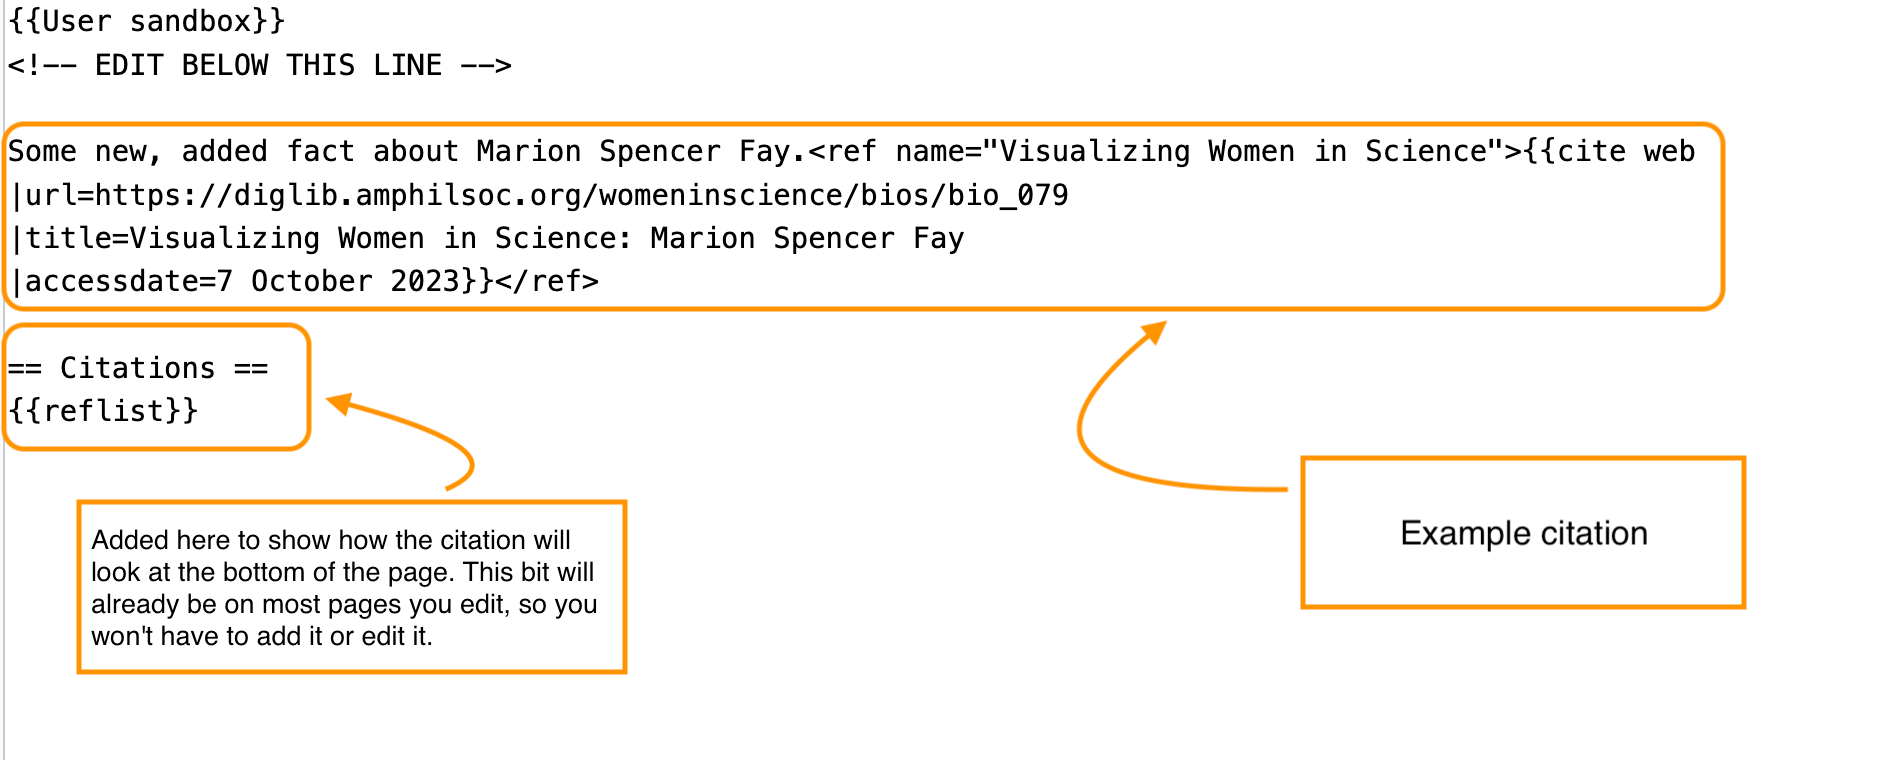 {{User sandbox}}
<!-- EDIT BELOW THIS LINE -->
Some new, added fact about Marion Spencer Fay.<ref name="Visualizing Women in Science">{{cite web
|url=https://diglib.amphilsoc.org/womeninscience/bios/bio_079
|title=Visualizing Women in Science: Marion Spencer Fay
|accessdate=7 October 2023}}</ref>
== Citations ==
{{reflist}}
Added here to show how the citation will
look at the bottom of the page. This bit will
already be on most pages you edit, so you
won't have to add it or edit it.
Example citation